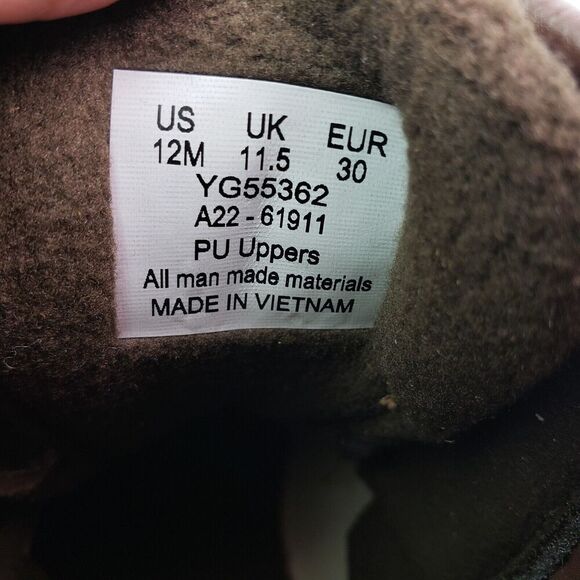 US UK EUR
12M 11.5 30
YG55362
A22 - 61911
PU Uppers
All man made materials
MADE IN VIETNAM